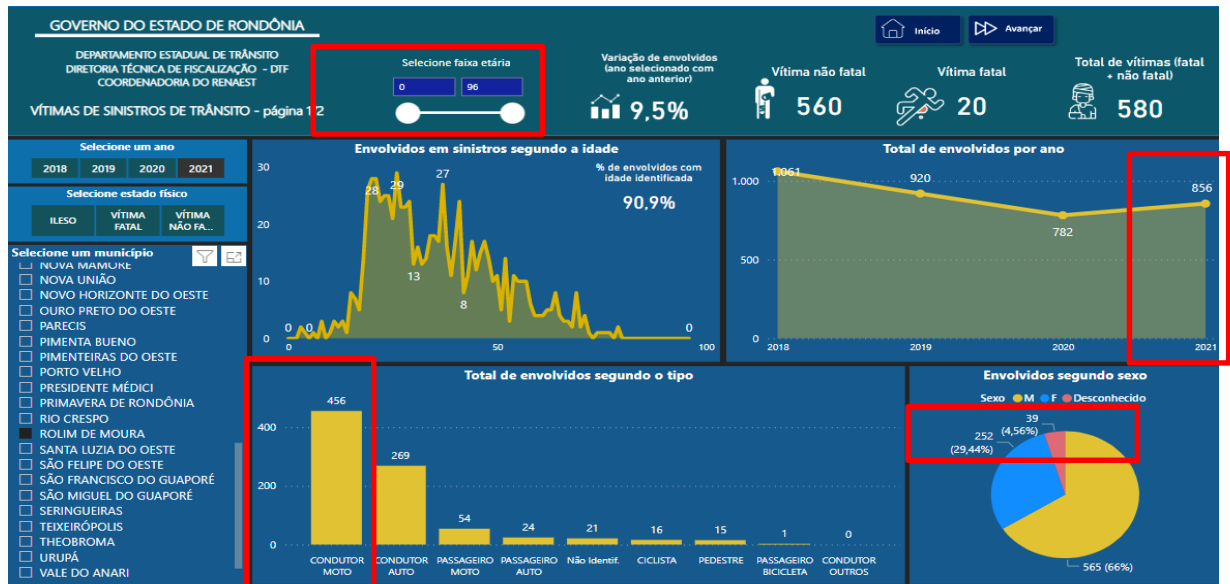 GOVERNO DO ESTADO DE RONDÔNIA
DEPARTAMENTO ESTADUAL DE TRÂNSITO
DIRETORIA TÉCNICA DE FISCALIZAÇÃO - DTF
COORDENADORIA DO RENAEST
VÍTIMAS DE SINISTROS DE TRÂNSITO - página 1/2
Selecione faixa etária
0 96
Variação de envolvidos
(ano selecionado com
ano anterior)
9,5%
Início
Avançar
Vítima não fatal
560
Vítima fatal
20
Total de vítimas (fatal
+ não fatal)
580
Selecione um ano
2018 2019 2020 2021
Selecione estado físico
ILESO
VÍTIMA
FATAL
VÍTIMA
NÃO FA...
Selecione um município
NOVA MAMORÉ
NOVA UNIÃO
NOVO HORIZONTE DO OESTE
OURO PRETO DO OESTE
PARECIS
PIMENTA BUENO
PIMENTEIRAS DO OESTE
PORTO VELHO
PRESIDENTE MÉDICI
PRIMAVERA DE RONDÔNIA
RIO CRESPO
ROLIM DE MOURA
SANTA LUZIA DO OESTE
SÃO FELIPE DO OESTE
SÃO FRANCISCO DO GUAPORÉ
SÃO MIGUEL DO GUAPORÉ
SERINGUEIRAS
TEIXEIRÓPOLIS
THEOBROMA
URUPÁ
VALE DO ANARI
Envolvidos em sinistros segundo a idade
% de envolvidos com
idade identificada
90,9%
30
20
10
0
0 0 28 29 13 27 8 0
0 50 100
Total de envolvidos por ano
1.000
500
0
1.061 920 782 856
2018 2019 2020 2021
Total de envolvidos segundo o tipo
400
200
0
456 269 54 24 21 16 15 1 0
CONDUTOR
MOTO
CONDUTOR
AUTO
PASSAGEIRO
MOTO
PASSAGEIRO
AUTO
Não Identif.
CICLISTA
PEDESTRE
PASSAGEIRO
BICICLETA
CONDUTOR
OUTROS
Envolvidos segundo sexo
Sexo M F Desconhecido
39
(4,56%)
252
(29,44%)
565 (66%)